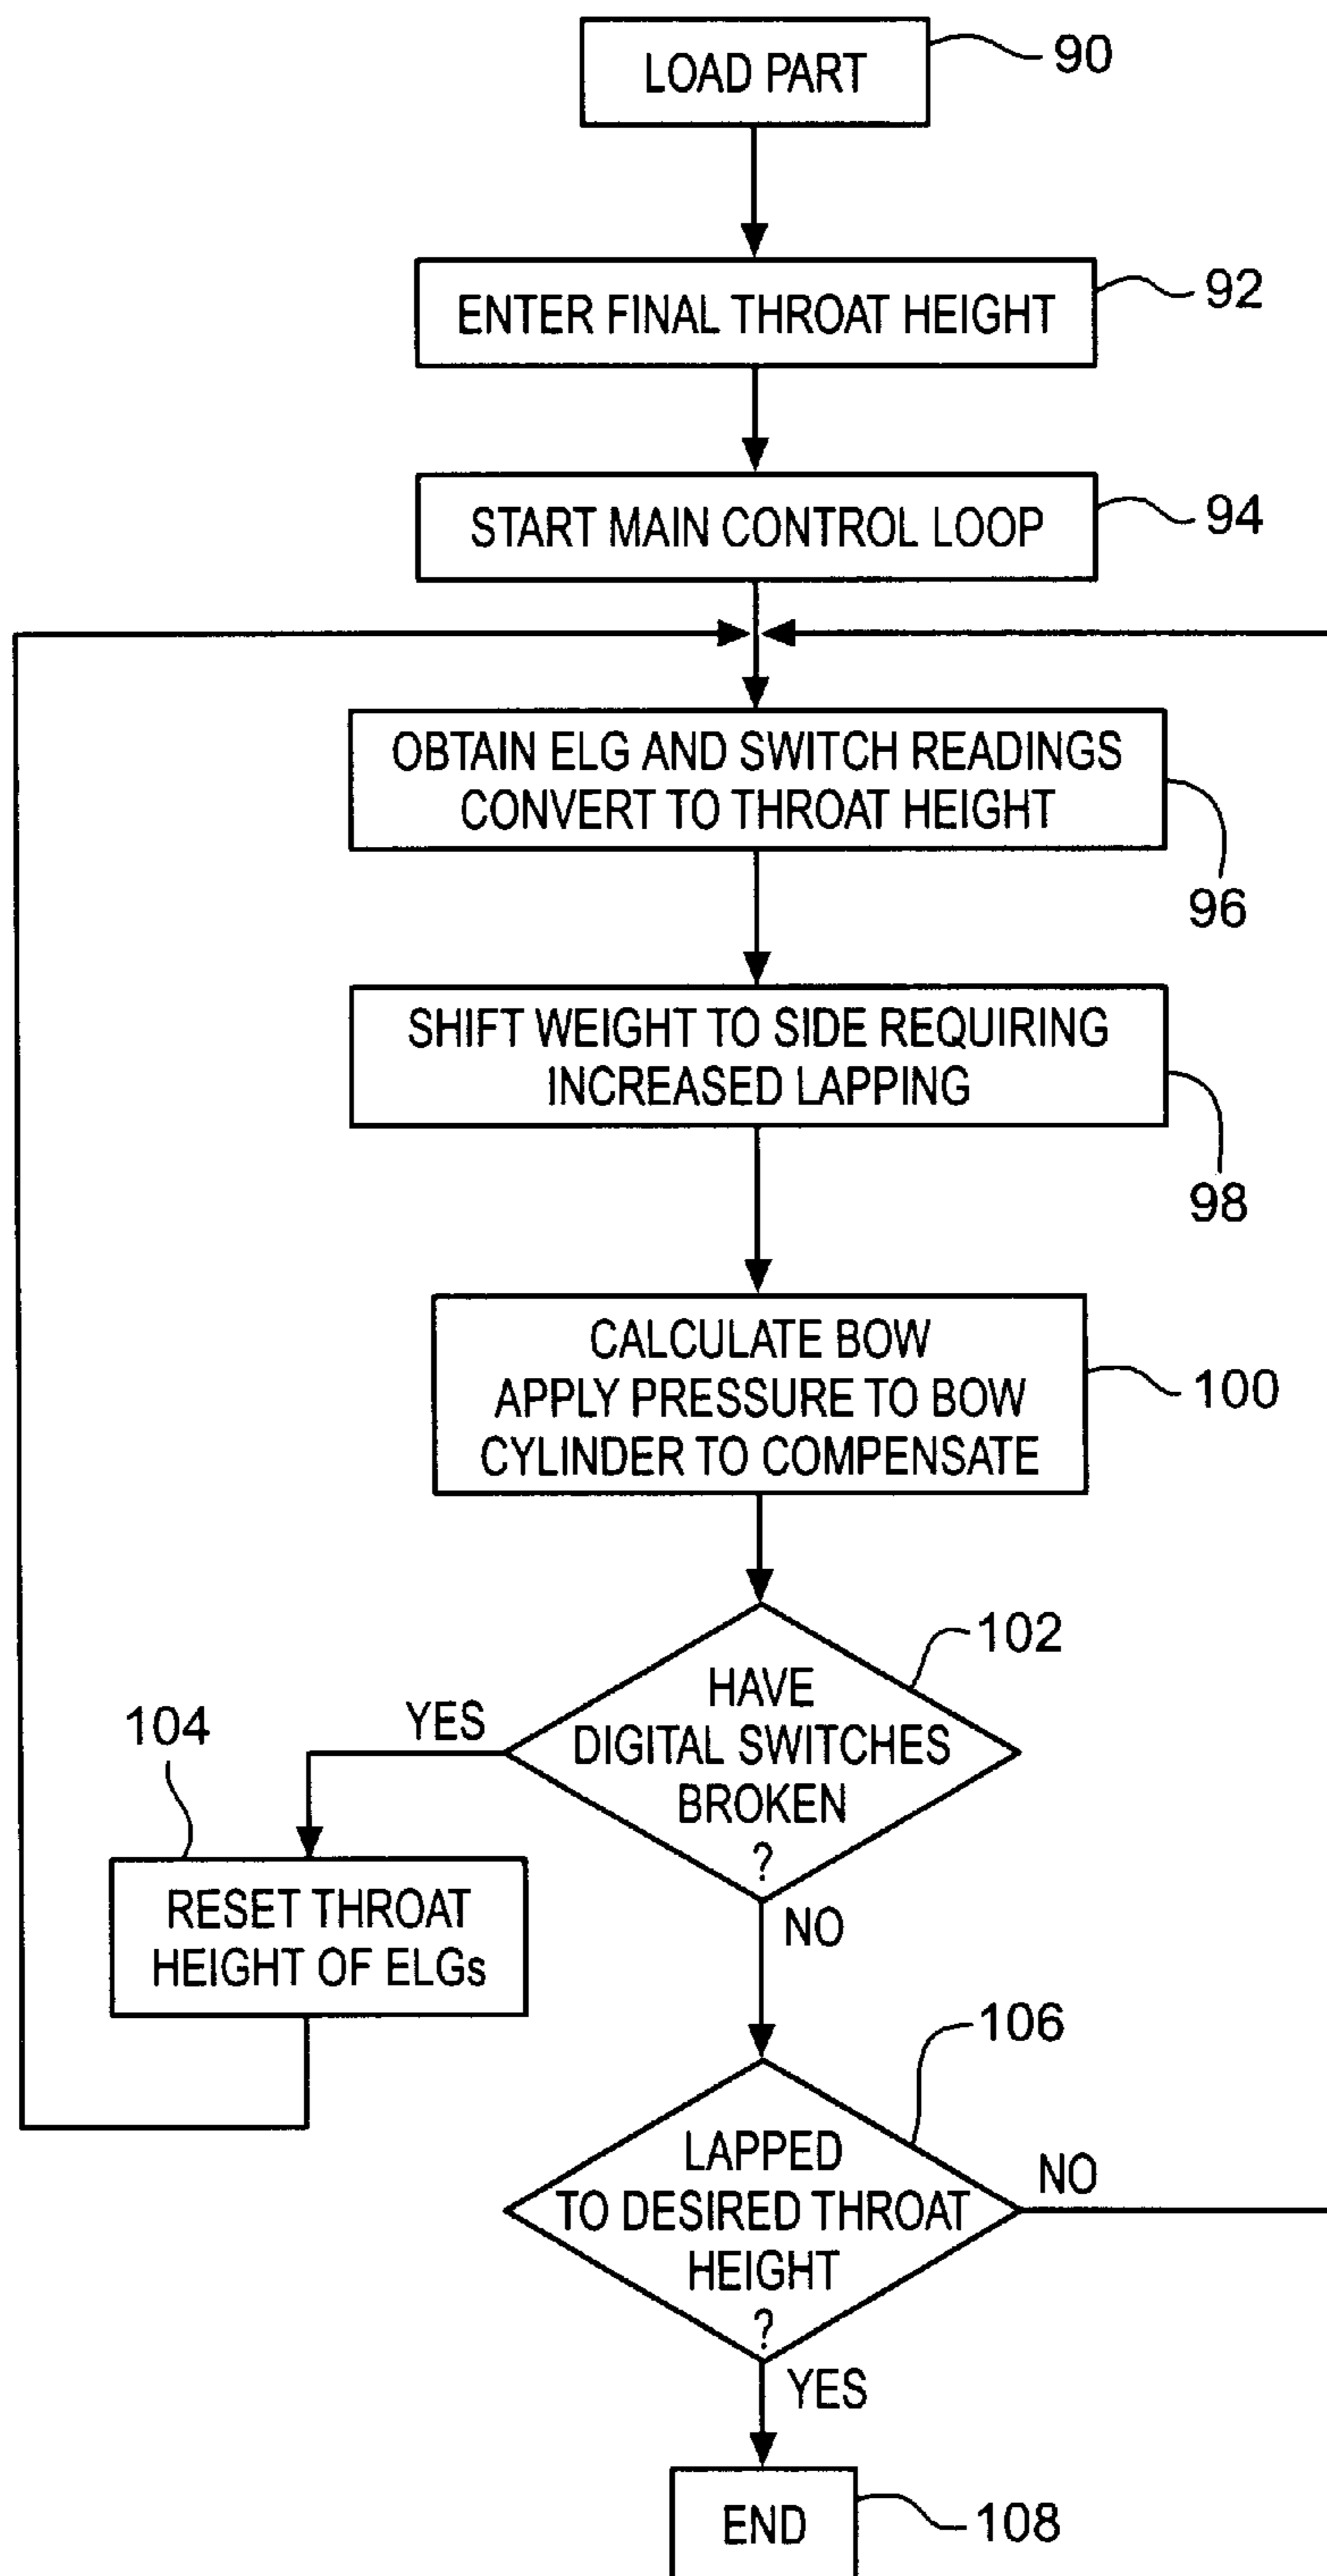 LOAD PART
90
ENTER FINAL THROAT HEIGHT
92
START MAIN CONTROL LOOP
94
OBTAIN ELG AND SWITCH READINGS
CONVERT TO THROAT HEIGHT
96
SHIFT WEIGHT TO SIDE REQUIRING
INCREASED LAPPING
98
CALCULATE BOW
APPLY PRESSURE TO BOW
CYLINDER TO COMPENSATE
100
102
HAVE
DIGITAL SWITCHES
BROKEN
?
YES
104
RESET THROAT
HEIGHT OF ELGs
NO
106
LAPPED
TO DESIRED THROAT
HEIGHT
?
NO
YES
END
108